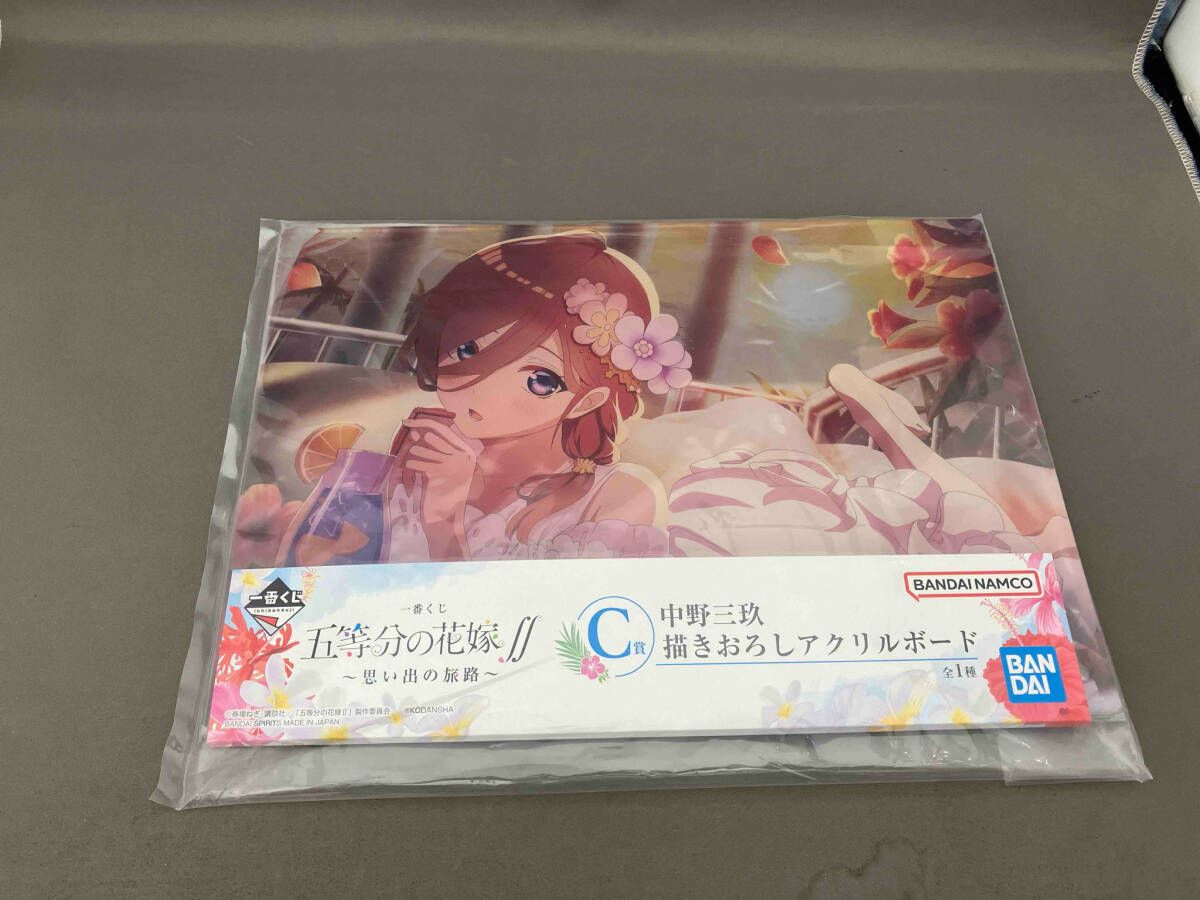 一番くじ
ichibankuji
一番くじ
五等分の花嫁∬
～思い出の旅路～
©春場ねぎ・講談社/「五等分の花嫁∬」製作委員会 ®KODANSHA
BANDAI SPIRITS MADE IN JAPAN
C賞
中野三玖
描きおろしアクリルボード
全1種
BANDAI NAMCO
BAN
DAI